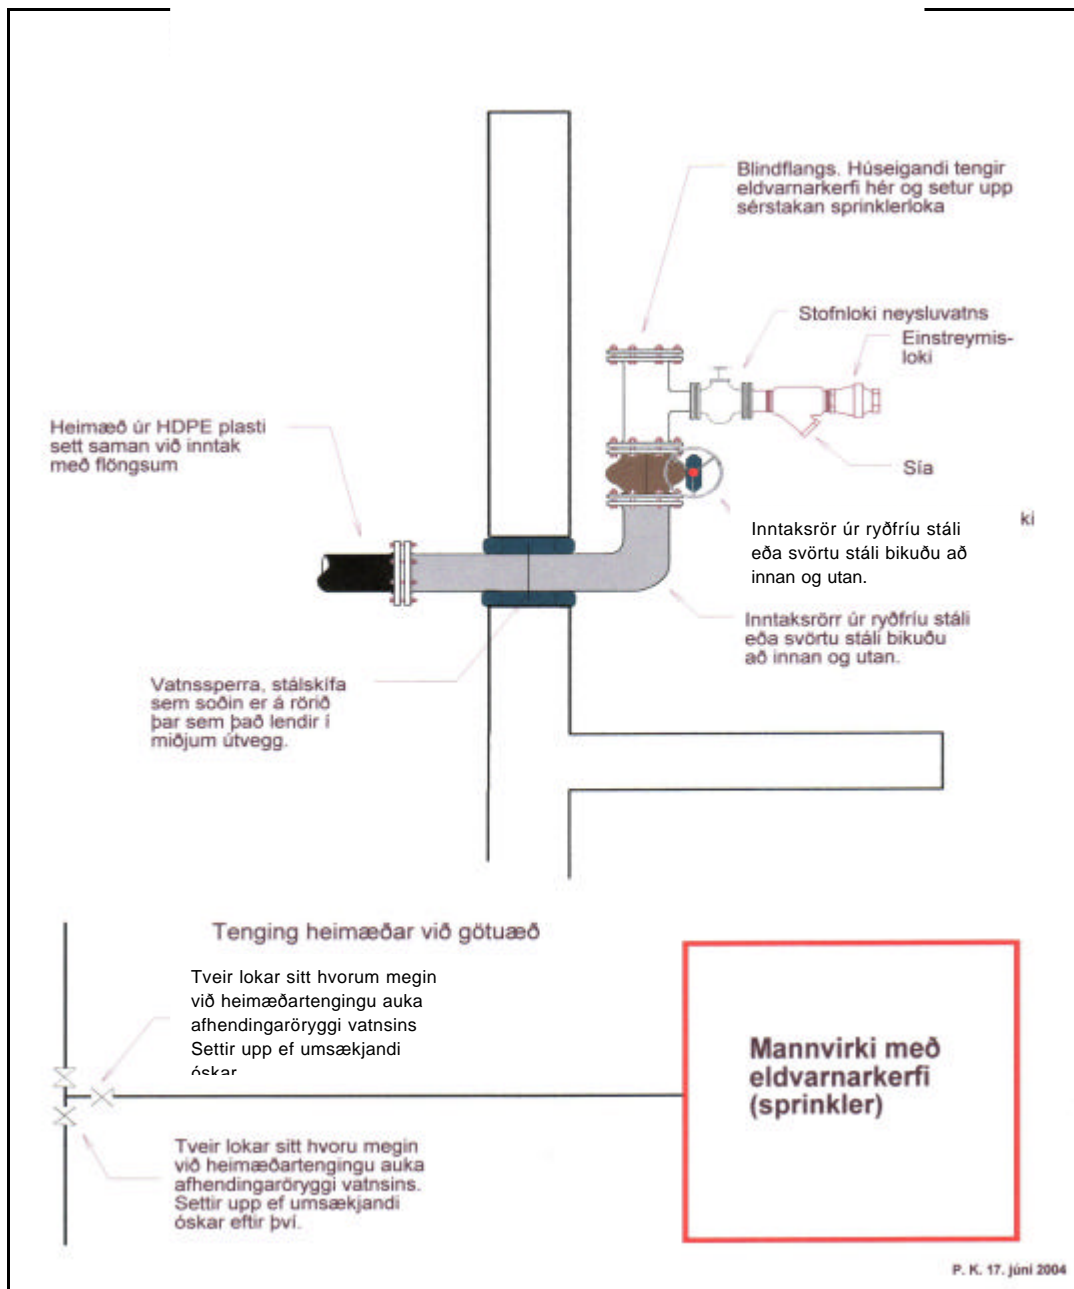 Blindflangs. Húseigandi tengir
eldvarnarkerfi hér og setur upp
sérstakan sprinklerloka
Stofnloki neysluvatns
Einstreymis-
loki
Heimæð úr HDPE plasti
sett saman við inntak
með flöngsum
Sía
ki
Inntaksrör úr ryðfríu stáli
eða svörtu stáli bikuðu að
innan og utan.
Inntaksrörr úr ryðfríu stáli
eða svörtu stáli bikuðu
að innan og utan.
Vatnssperra, stálskífa
sem soðin er á rörið
þar sem það lendir í
miðjum útvegg.
Tenging heimæðar við götuæð
Tveir lokar sitt hvorum megin
við heimæðartengingu auka
afhendingaröryggi vatnsins
Settir upp ef umsækjandi
óskar
Mannvirki með
eldvarnarkerfi
(sprinkler)
Tveir lokar sitt hvoru megin
við heimæðartengingu auka
afhendingaröryggi vatnsins.
Settir upp ef umsækjandi
óskar eftir því.
P. K. 17. júní 2004